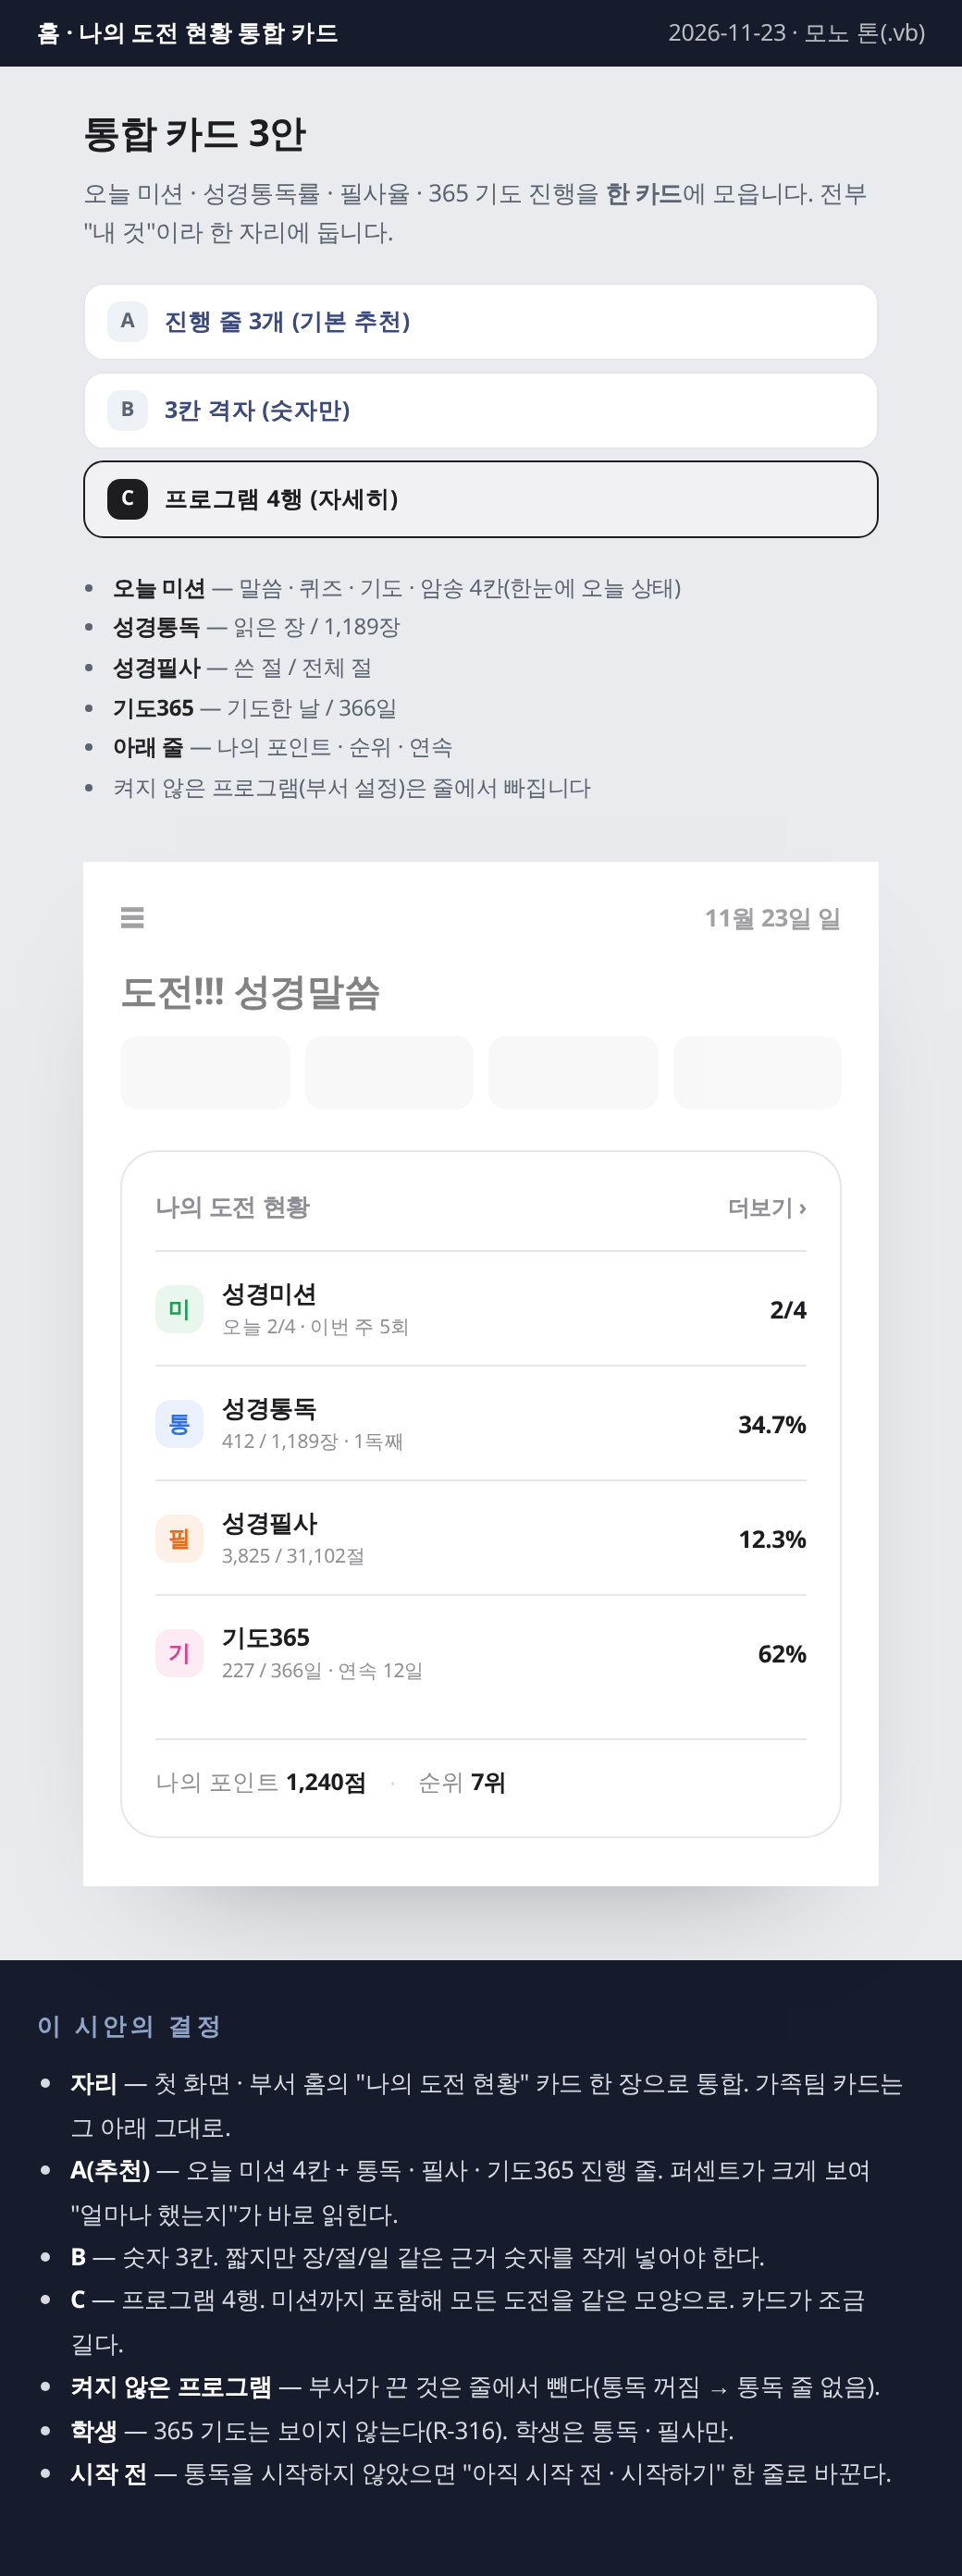 홈 · 나의 도전 현황 통합 카드
2026-11-23 · 모노 톤(.vb)
통합 카드 3안
오늘 미션 · 성경통독률 · 필사율 · 365 기도 진행을 한 카드에 모읍니다. 전부
"내 것"이라 한 자리에 둡니다.
A 진행 줄 3개 (기본 추천)
B 3칸 격자 (숫자만)
C 프로그램 4행 (자세히)
• 오늘 미션 — 말씀 · 퀴즈 · 기도 · 암송 4칸(한눈에 오늘 상태)
• 성경통독 — 읽은 장 / 1,189장
• 성경필사 — 쓴 절 / 전체 절
• 기도365 — 기도한 날 / 366일
• 아래 줄 — 나의 포인트 · 순위 · 연속
• 켜지 않은 프로그램(부서 설정)은 줄에서 빠집니다
☰ 11월 23일 일
도전!!! 성경말씀
나의 도전 현황 더보기 ›
미 성경미션 2/4
오늘 2/4 · 이번 주 5회
통 성경통독 34.7%
412 / 1,189장 · 1독째
필 성경필사 12.3%
3,825 / 31,102절
기 기도365 62%
227 / 366일 · 연속 12일
나의 포인트 1,240점 · 순위 7위
이 시안의 결정
• 자리 — 첫 화면 · 부서 홈의 "나의 도전 현황" 카드 한 장으로 통합. 가족팀 카드는
그 아래 그대로.
• A(추천) — 오늘 미션 4칸 + 통독 · 필사 · 기도365 진행 줄. 퍼센트가 크게 보여
"얼마나 했는지"가 바로 읽힌다.
• B — 숫자 3칸. 짧지만 장/절/일 같은 근거 숫자를 작게 넣어야 한다.
• C — 프로그램 4행. 미션까지 포함해 모든 도전을 같은 모양으로. 카드가 조금
길다.
• 켜지 않은 프로그램 — 부서가 끈 것은 줄에서 뺀다(통독 꺼짐 → 통독 줄 없음).
• 학생 — 365 기도는 보이지 않는다(R-316). 학생은 통독 · 필사만.
• 시작 전 — 통독을 시작하지 않았으면 "아직 시작 전 · 시작하기" 한 줄로 바꾼다.